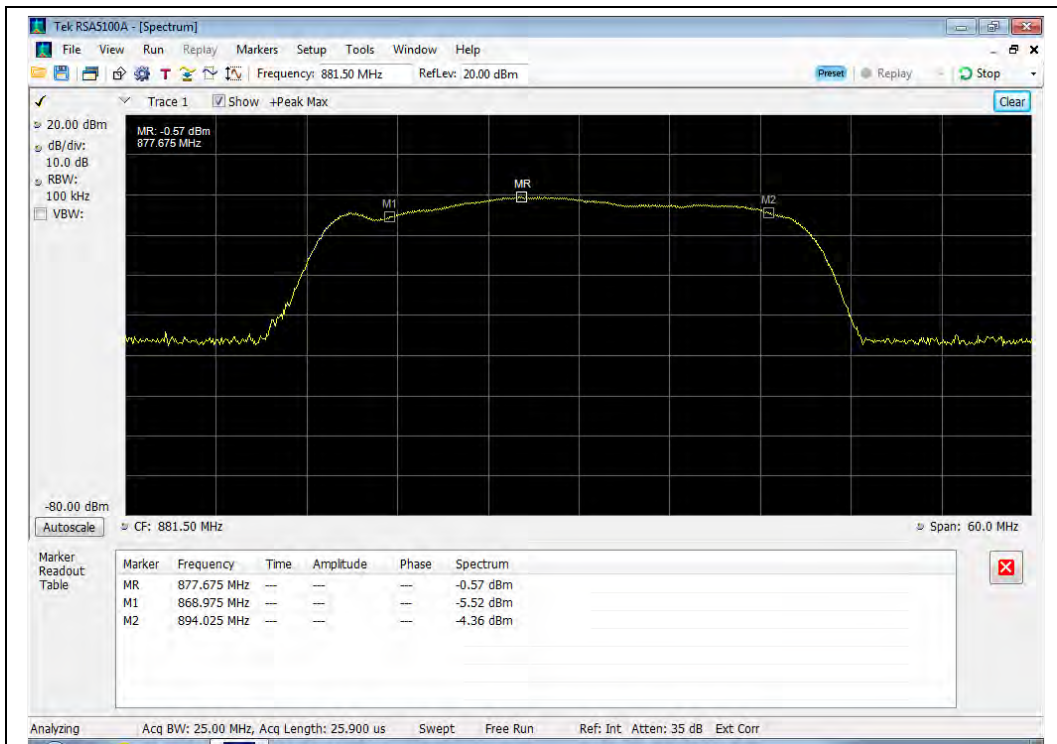 Tek RSA5100A - [Spectrum]
File View Run Replay Markers Setup Tools Window Help
T Frequency: 881.50 MHz RefLev: 20.00 dBm Preset Replay Stop
Trace 1 Show +Peak Max Clear
20.00 dBm
dB/div:
10.0 dB
RBW:
100 kHz
VBW:
MR: -0.57 dBm
877.675 MHz
MR
M1
M2
-80.00 dBm
Autoscale CF: 881.50 MHz Span: 60.0 MHz
Marker
Readout
Table
Marker Frequency Time Amplitude Phase Spectrum
MR 877.675 MHz --- --- --- -0.57 dBm
M1 868.975 MHz --- --- --- -5.52 dBm
M2 894.025 MHz --- --- --- -4.36 dBm
Analyzing Acq BW: 25.00 MHz, Acq Length: 25.900 us Swept Free Run Ref: Int Atten: 35 dB Ext Corr